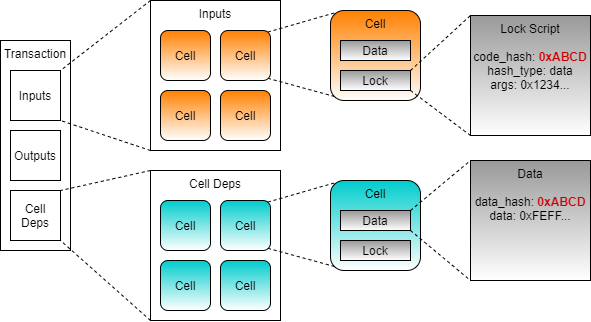 Transaction
Inputs
Outputs
Cell
Deps
Inputs
Cell
Cell
Cell
Cell
Cell
Data
Lock
Lock Script
code_hash: 0xABCD
hash_type: data
args: 0x1234...
Cell Deps
Cell
Cell
Cell
Cell
Cell
Data
Lock
Data
data_hash: 0xABCD
data: 0xFEFF...